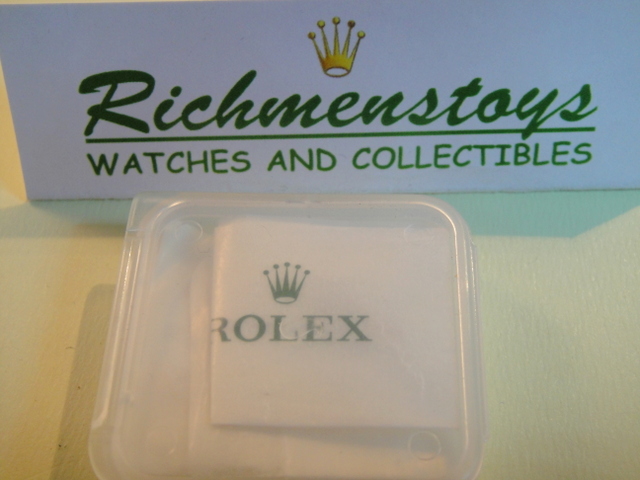 Richmenstoys
WATCHES AND COLLECTIBLES
ROLEX